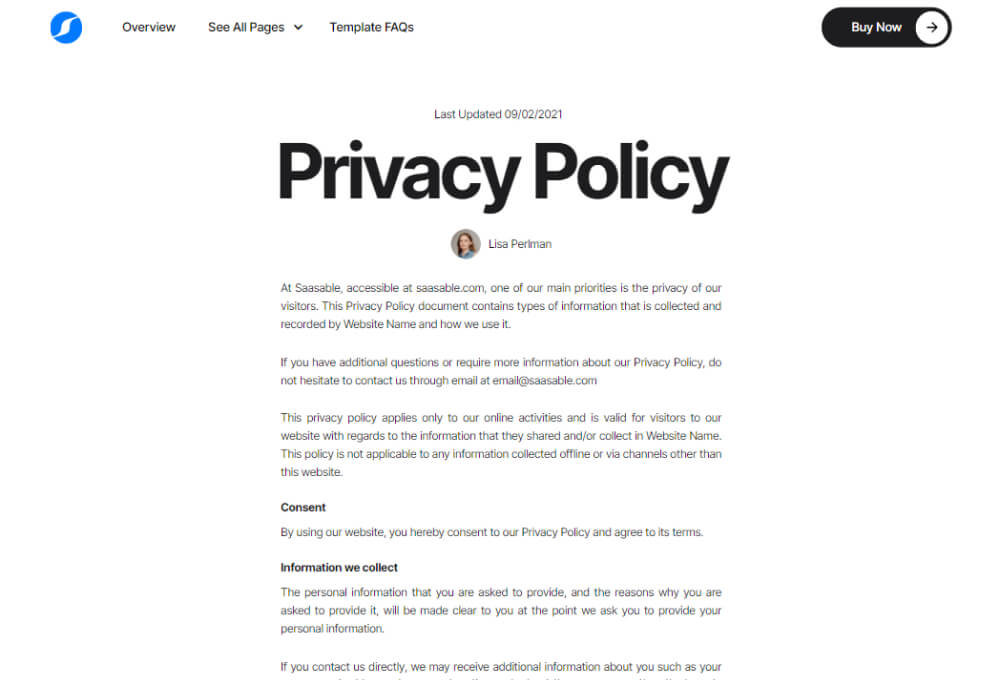 Overview See All Pages Template FAQs Buy Now
Last Updated 09/02/2021
Privacy Policy
Lisa Perlman
At Saasable, accessible at saasable.com, one of our main priorities is the privacy of our
visitors. This Privacy Policy document contains types of information that is collected and
recorded by Website Name and how we use it.
If you have additional questions or require more information about our Privacy Policy, do
not hesitate to contact us through email at email@saasable.com
This privacy policy applies only to our online activities and is valid for visitors to our
website with regards to the information that they shared and/or collect in Website Name.
This policy is not applicable to any information collected offline or via channels other than
this website.
Consent
By using our website, you hereby consent to our Privacy Policy and agree to its terms.
Information we collect
The personal information that you are asked to provide, and the reasons why you are
asked to provide it, will be made clear to you at the point we ask you to provide your
personal information.
If you contact us directly, we may receive additional information about you such as your